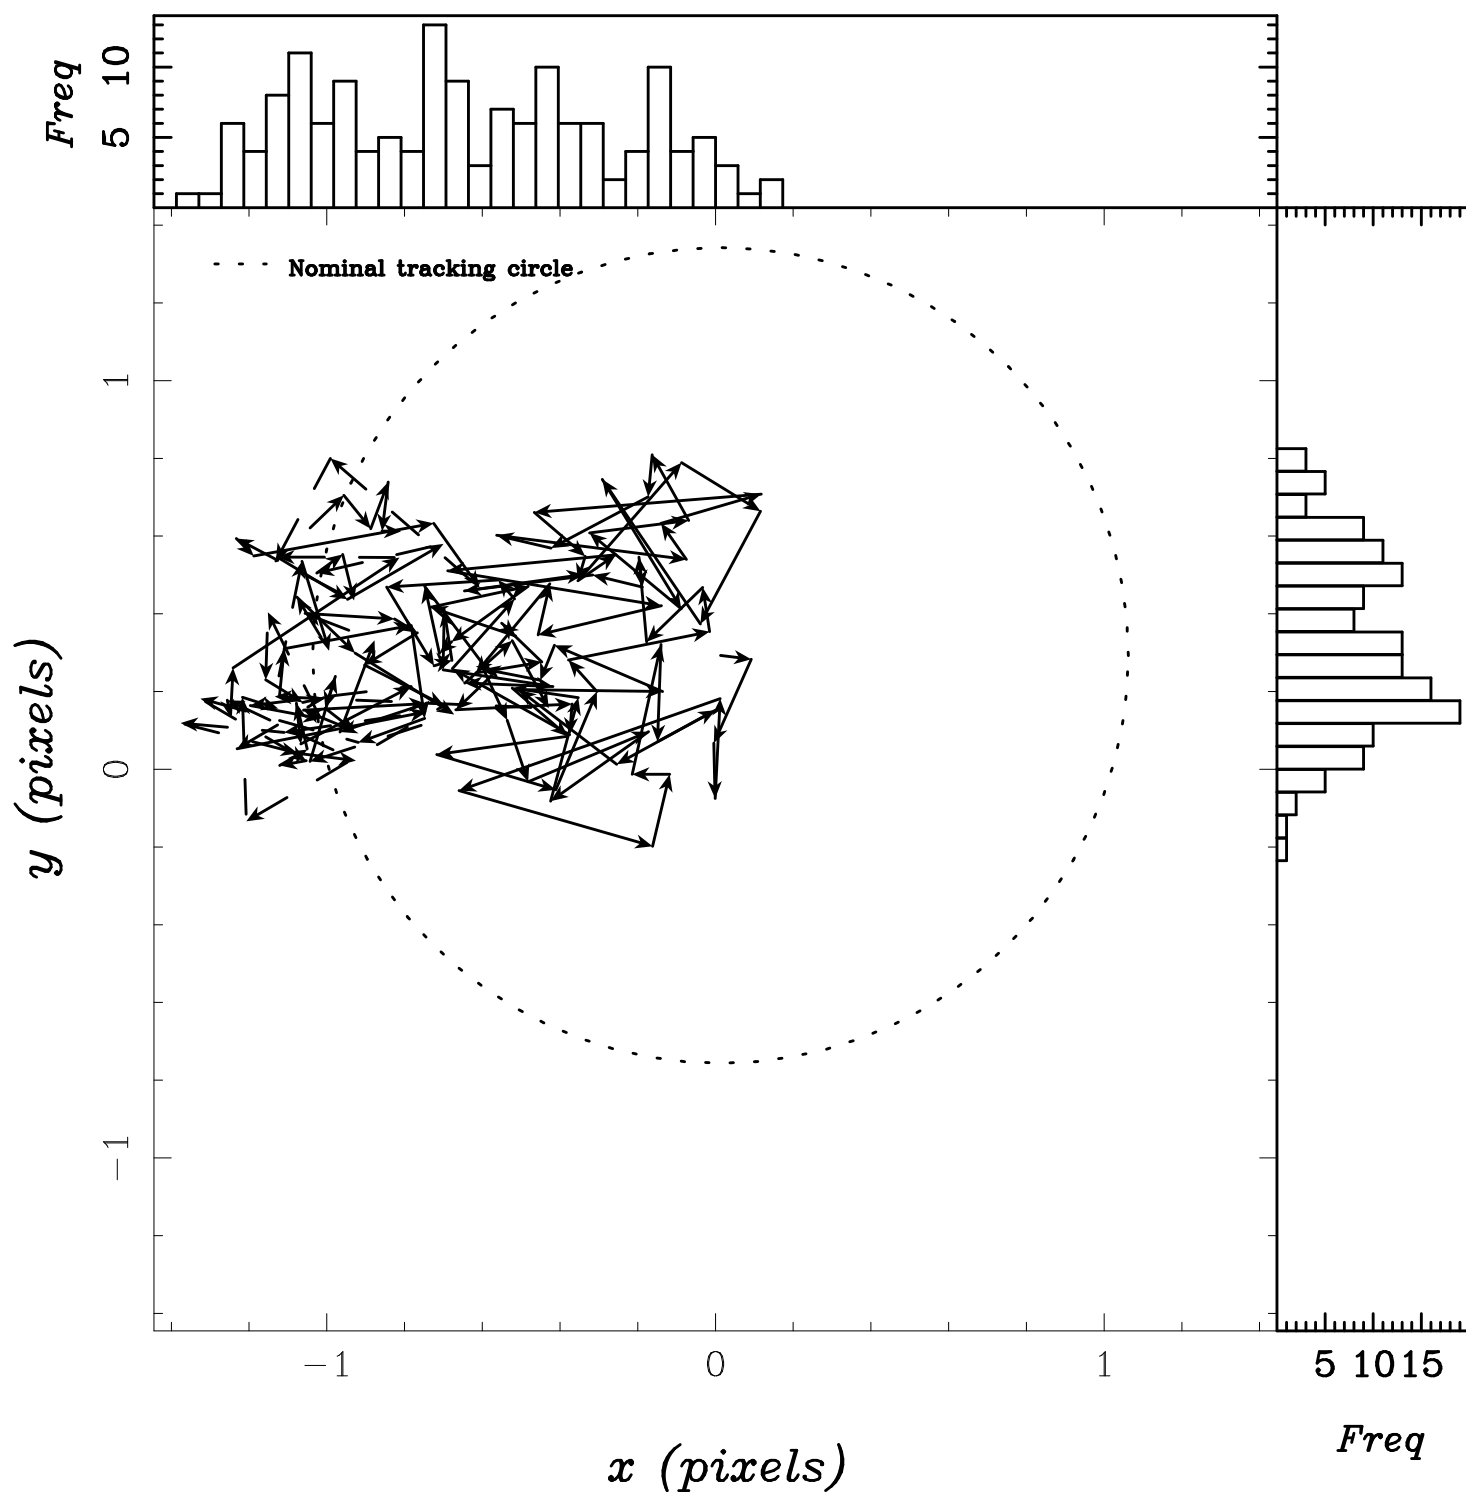 Freq
10
5
Nominal tracking circle
1
0
−1
y (pixels)
−1 0 1
x (pixels)
5 10 15
Freq